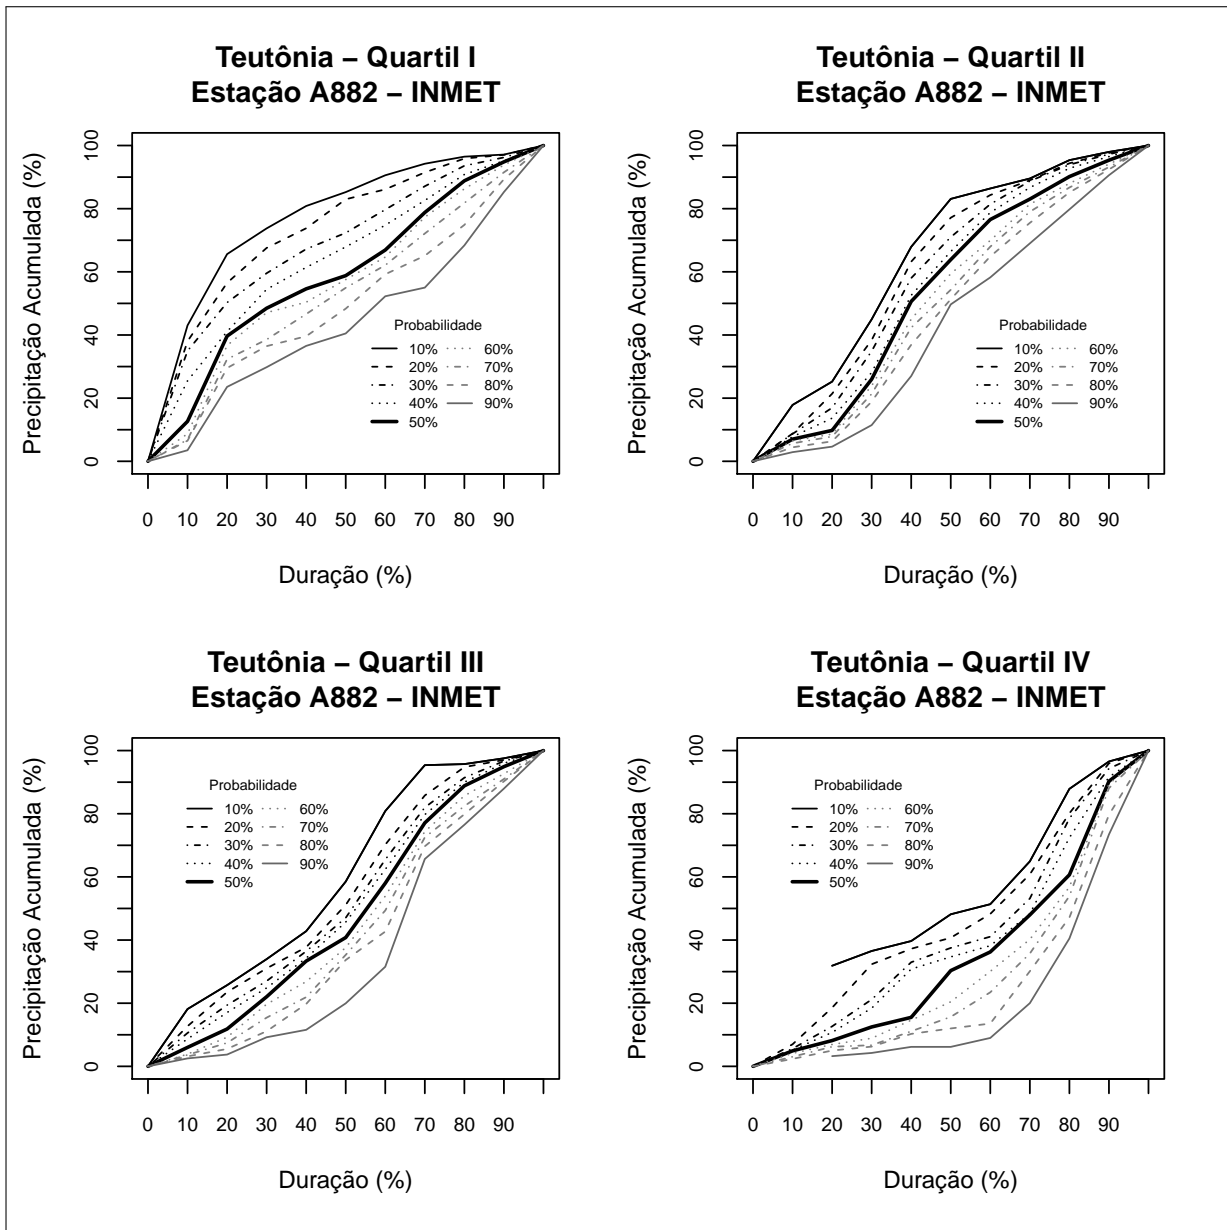 Teutônia – Quartil I
Estação A882 – INMET
Precipitação Acumulada (%)
100
80
60
40
20
0
Probabilidade
10% 60%
20% 70%
30% 80%
40% 90%
50%
0 10 20 30 40 50 60 70 80 90
Duração (%)
Teutônia – Quartil II
Estação A882 – INMET
Precipitação Acumulada (%)
100
80
60
40
20
0
Probabilidade
10% 60%
20% 70%
30% 80%
40% 90%
50%
0 10 20 30 40 50 60 70 80 90
Duração (%)
Teutônia – Quartil III
Estação A882 – INMET
Precipitação Acumulada (%)
100
80
60
40
20
0
Probabilidade
10% 60%
20% 70%
30% 80%
40% 90%
50%
0 10 20 30 40 50 60 70 80 90
Duração (%)
Teutônia – Quartil IV
Estação A882 – INMET
Precipitação Acumulada (%)
100
80
60
40
20
0
Probabilidade
10% 60%
20% 70%
30% 80%
40% 90%
50%
0 10 20 30 40 50 60 70 80 90
Duração (%)